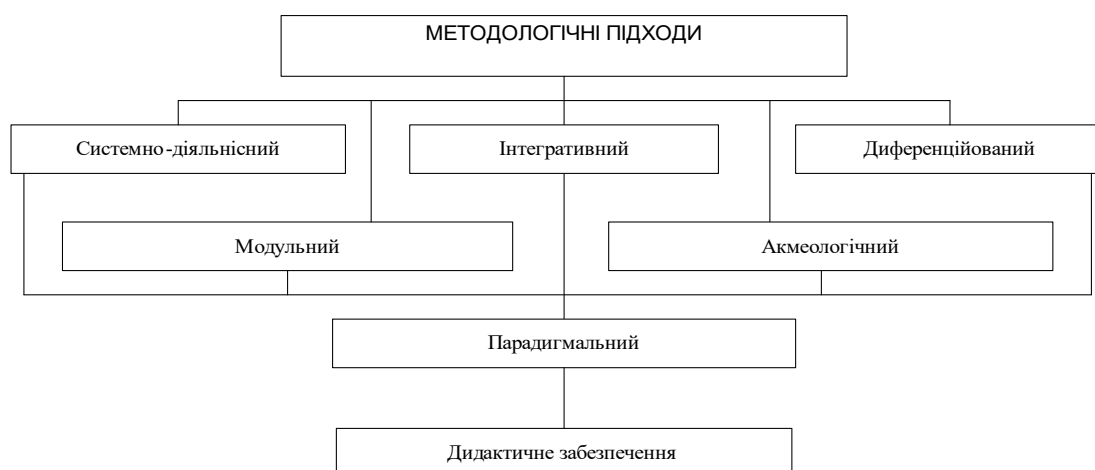 МЕТОДОЛОГІЧНІ ПІДХОДИ
Системно-діяльнісний
Інтегративний
Диференційований
Модульний
Акмеологічний
Парадигмальний
Дидактичне забезпечення